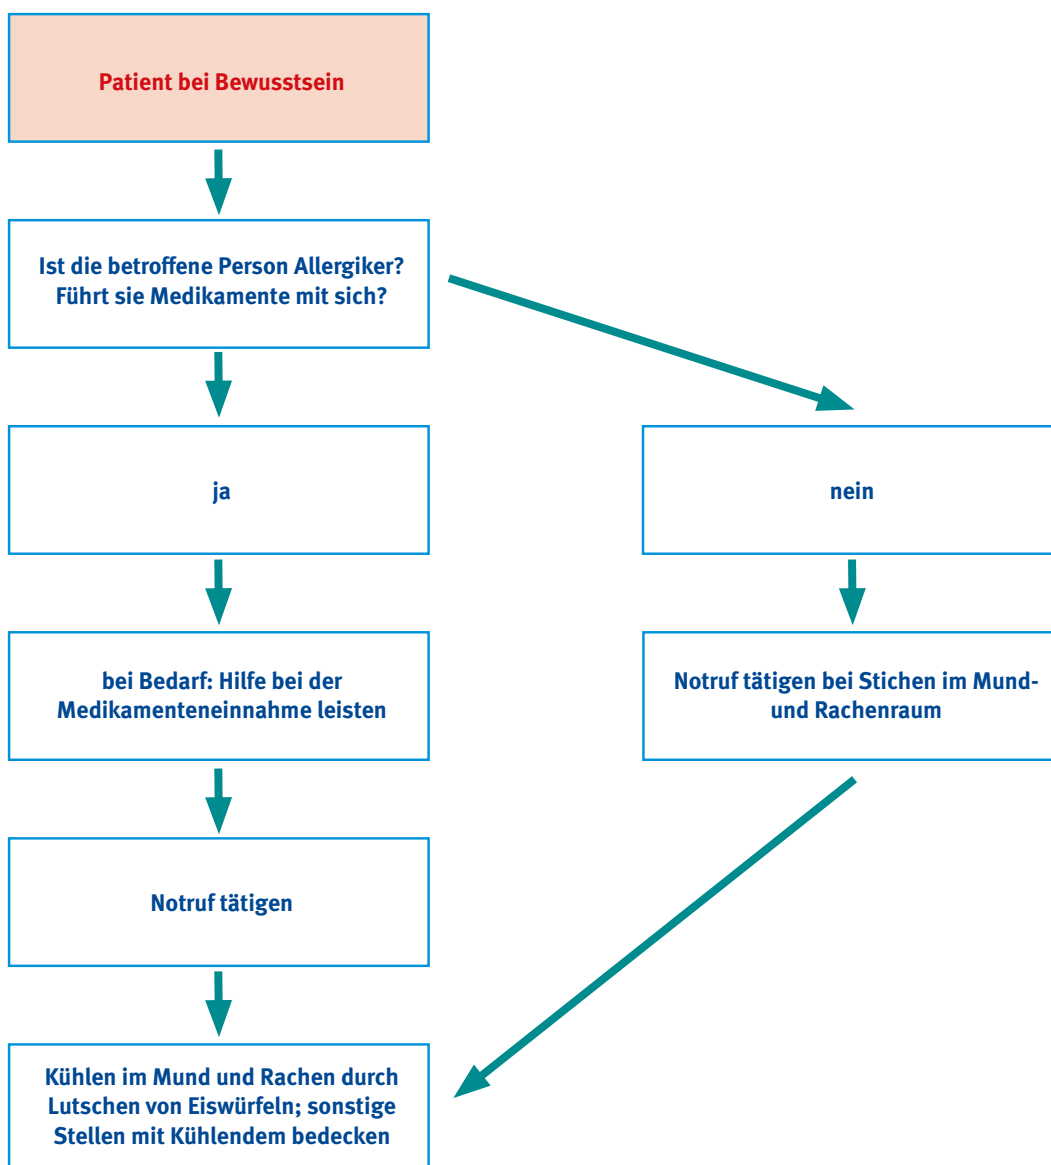 Patient bei Bewusstsein
Ist die betroffene Person Allergiker?
Führt sie Medikamente mit sich?
ja
nein
bei Bedarf: Hilfe bei der
Medikamenteneinnahme leisten
Notruf tätigen bei Stichen im Mund-
und Rachenraum
Notruf tätigen
Kühlen im Mund und Rachen durch
Lutschen von Eiswürfeln; sonstige
Stellen mit Kühlendem bedecken